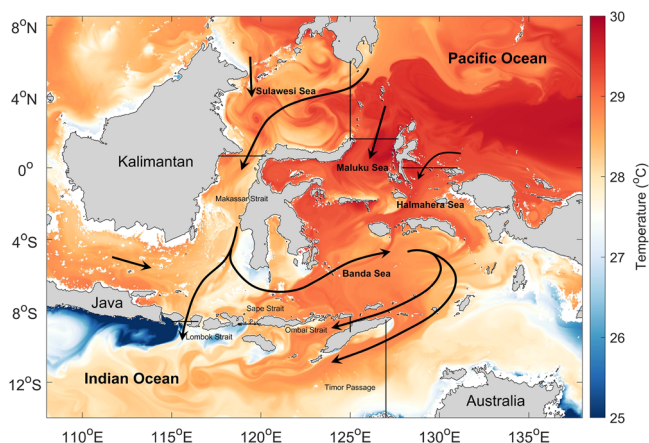 8°N
4°N
0°
4°S
8°S
12°S
110°E
115°E
120°E
125°E
130°E
135°E
Pacific Ocean
Sulawesi Sea
Kalimantan
Maluku Sea
Makassar Strait
Halmahera Sea
Banda Sea
Java
Sape Strait
Ombai Strait
Lombok Strait
Indian Ocean
Timor Passage
Australia
30
29
28
27
26
25
Temperature (°C)